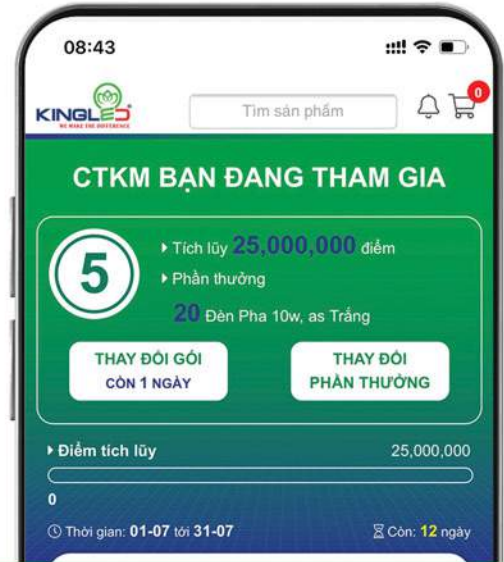 08:43
KINGLED
WE MAKE THE DIFFERENCE
Tìm sản phẩm
0
CTKM BẠN ĐANG THAM GIA
5
Tích lũy 25,000,000 điểm
Phần thưởng
20 Đèn Pha 10w, as Trắng
THAY ĐỔI GÓI
CÒN 1 NGÀY
THAY ĐỔI
PHẦN THƯỞNG
Điểm tích lũy
25,000,000
0
Thời gian: 01-07 tới 31-07
Còn: 12 ngày